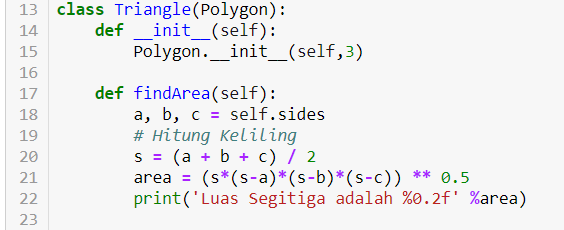 13 class Triangle(Polygon):
14     def __init__(self):
15         Polygon.__init__(self,3)
16
17     def findArea(self):
18         a, b, c = self.sides
19         # Hitung Keliling
20         s = (a + b + c) / 2
21         area = (s*(s-a)*(s-b)*(s-c)) ** 0.5
22         print('Luas Segitiga adalah %0.2f' %area)
23